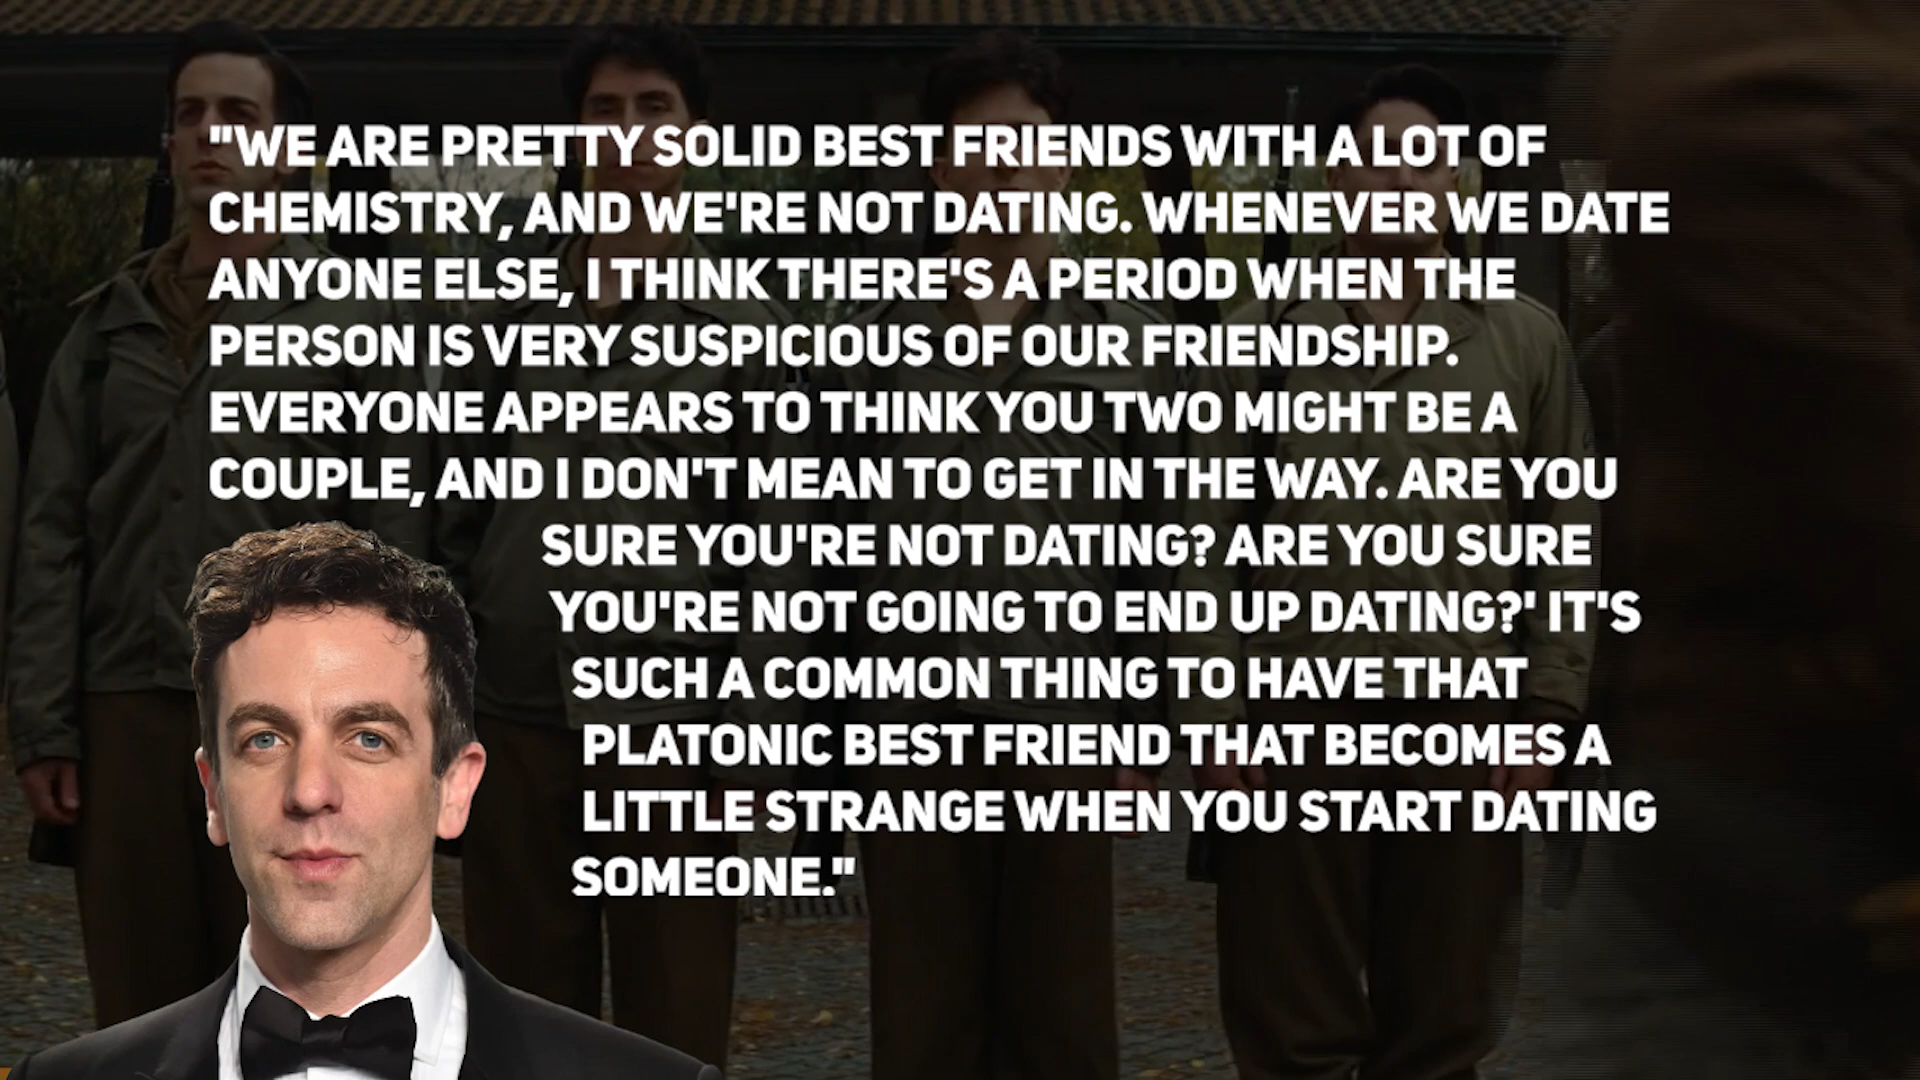 "WE ARE PRETTY SOLID BEST FRIENDS WITH A LOT OF
CHEMISTRY, AND WE'RE NOT DATING. WHENEVER WE DATE
ANYONE ELSE, I THINK THERE'S A PERIOD WHEN THE
PERSON IS VERY SUSPICIOUS OF OUR FRIENDSHIP.
EVERYONE APPEARS TO THINK YOU TWO MIGHT BE A
COUPLE, AND I DON'T MEAN TO GET IN THE WAY. ARE YOU
SURE YOU'RE NOT DATING? ARE YOU SURE
YOU'RE NOT GOING TO END UP DATING?' IT'S
SUCH A COMMON THING TO HAVE THAT
PLATONIC BEST FRIEND THAT BECOMES A
LITTLE STRANGE WHEN YOU START DATING
SOMEONE."